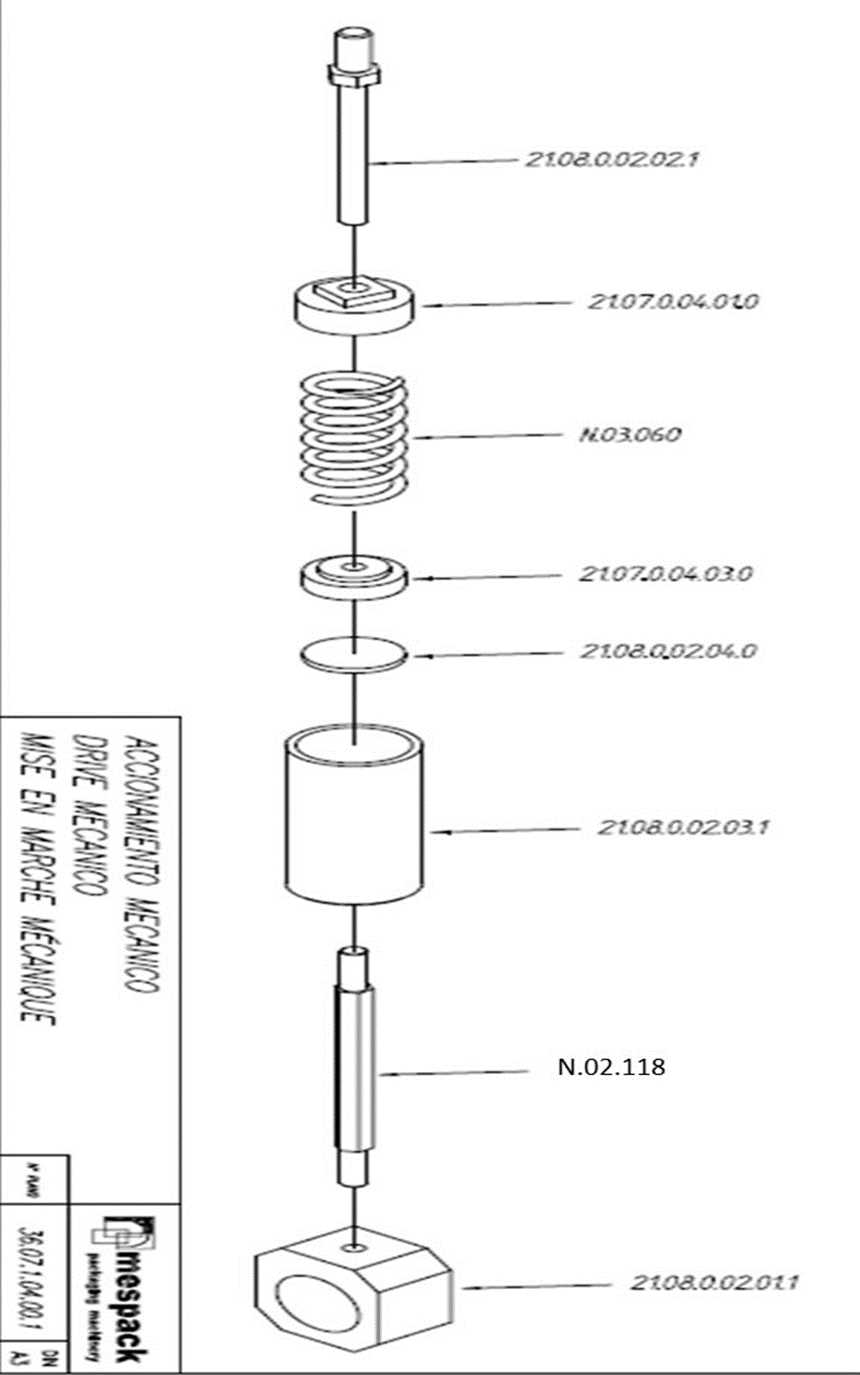 21.08.0.02.02.1
21.07.0.04.01.0
N.03.060
21.07.0.04.03.0
21.08.0.02.04.0
21.08.0.02.03.1
N.02.118
21.08.0.02.01.1
ACCIONAMIENTO MECANICO
DRIVE MECANICO
MISE EN MARCHE MÉCANIQUE
Nº PLANO
36.07.1.04.00.1
DIN
A3
mespack
packaging machinery